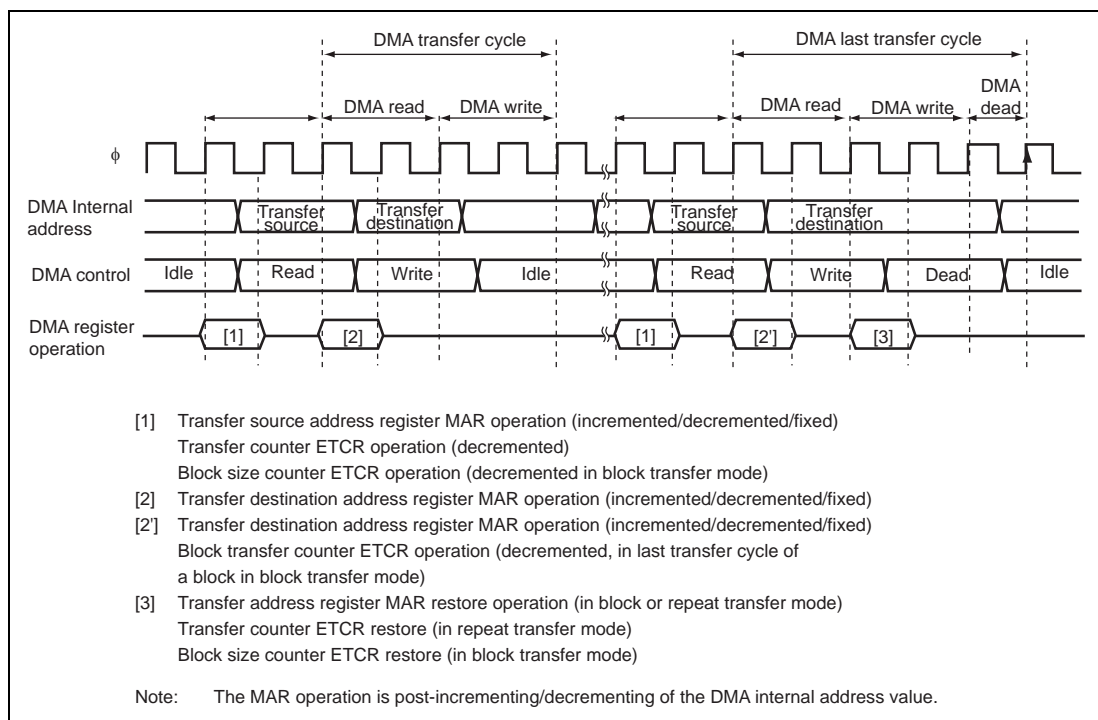 DMA transfer cycle DMA last transfer cycle
DMA read DMA write DMA read DMA write DMA dead
φ
DMA Internal address Transfer source Transfer destination Transfer source Transfer destination
DMA control Idle Read Write Idle Read Write Dead Idle
DMA register operation [1] [2] [1] [2'] [3]
[1] Transfer source address register MAR operation (incremented/decremented/fixed)
Transfer counter ETCR operation (decremented)
Block size counter ETCR operation (decremented in block transfer mode)
[2] Transfer destination address register MAR operation (incremented/decremented/fixed)
[2'] Transfer destination address register MAR operation (incremented/decremented/fixed)
Block transfer counter ETCR operation (decremented, in last transfer cycle of
a block in block transfer mode)
[3] Transfer address register MAR restore operation (in block or repeat transfer mode)
Transfer counter ETCR restore (in repeat transfer mode)
Block size counter ETCR restore (in block transfer mode)
Note: The MAR operation is post-incrementing/decrementing of the DMA internal address value.